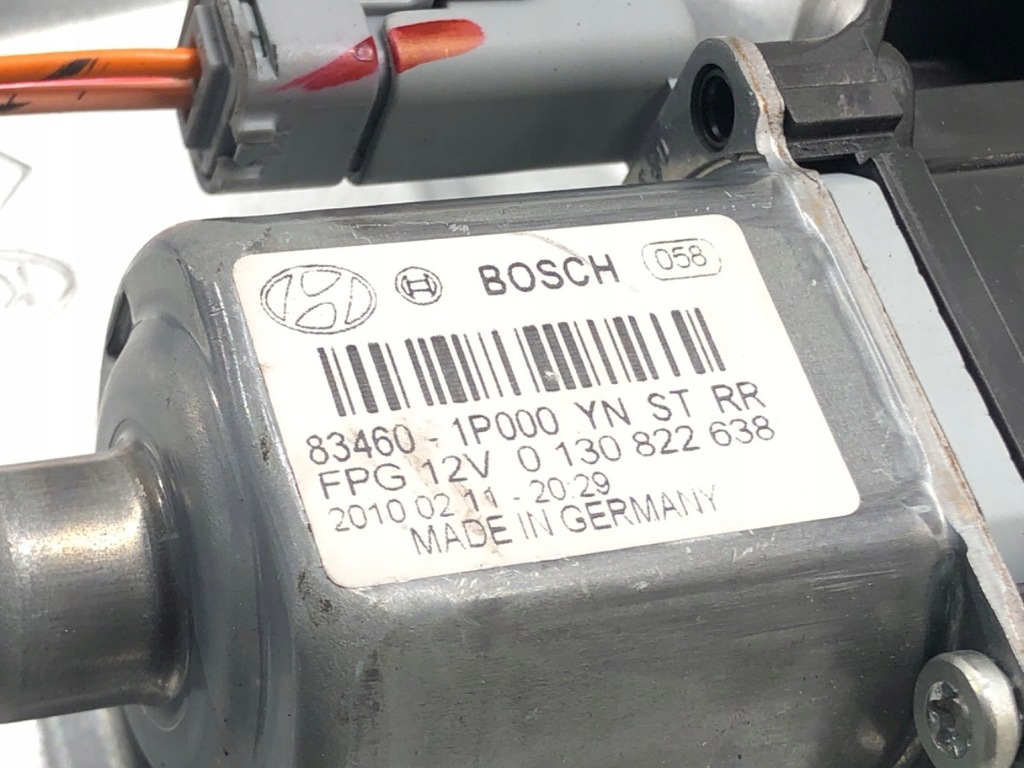 BOSCH 058
83460 - 1P000 YN ST RR
FPG 12V 0 130 822 638
2010 02 11 - 20:29
MADE IN GERMANY